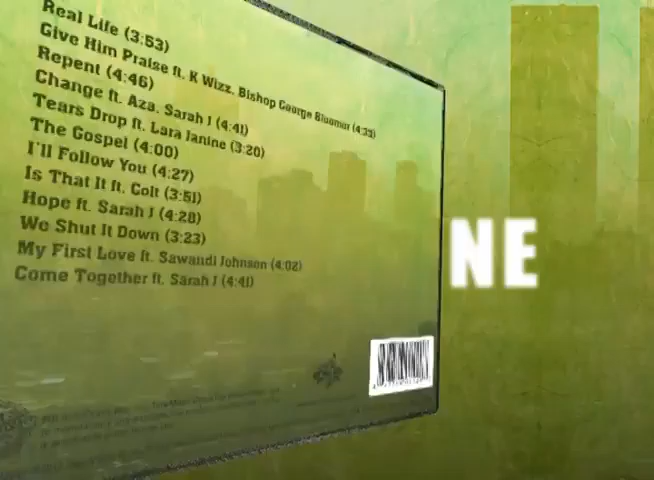 Real Life (3:53)
Give Him Praise ft. K Wizz, Bishop George Bloomer (4:33)
Repent (4:46)
Change ft. Aza, Sarah J (4:41)
Tears Drop ft. Lara Janine (3:20)
The Gospel (4:00)
I'll Follow You (4:27)
Is That It ft. Colt (3:51)
Hope ft. Sarah J (4:28)
We Shut It Down (3:23)
My First Love ft. Sawandi Johnson (4:02)
Come Together ft. Sarah J (4:41)
NE